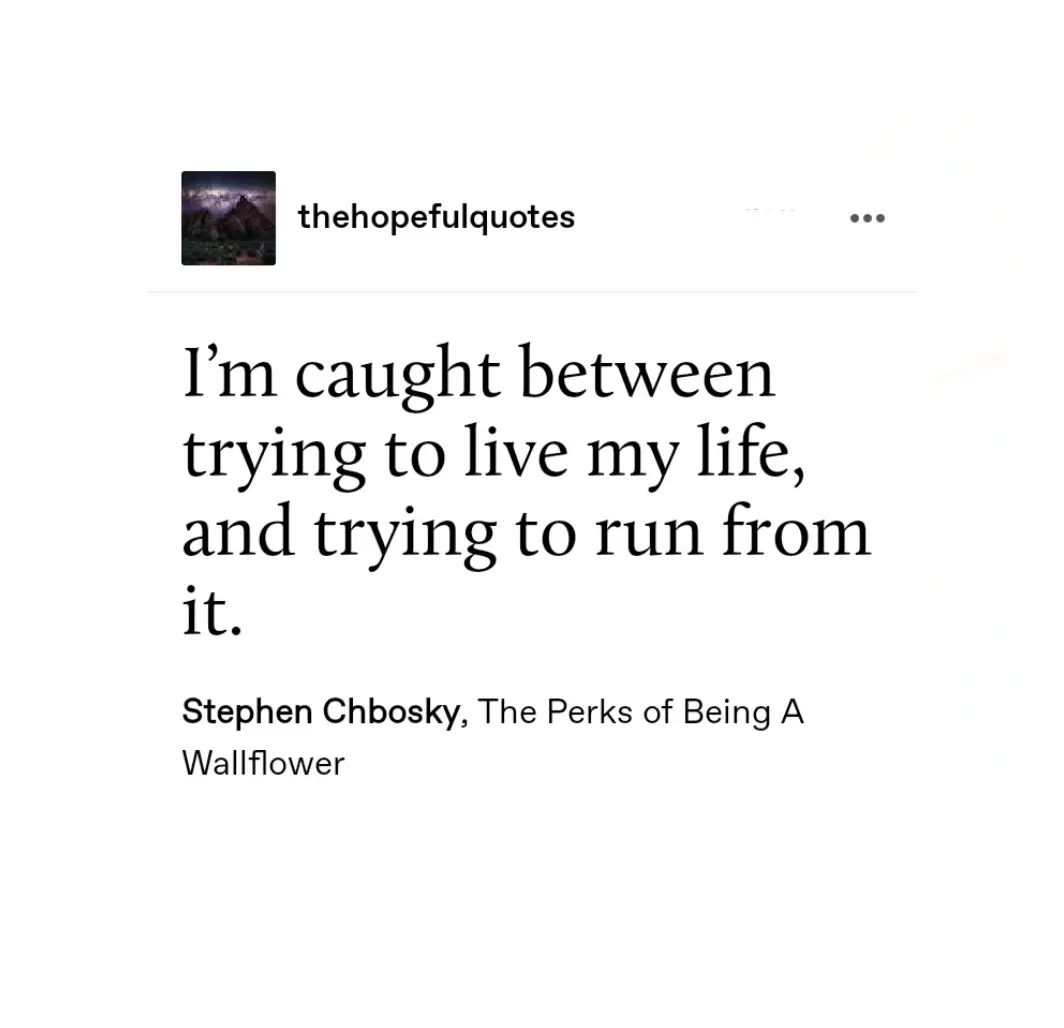 thehopefulquotes
I’m caught between
trying to live my life,
and trying to run from
it.
Stephen Chbosky, The Perks of Being A
Wallflower